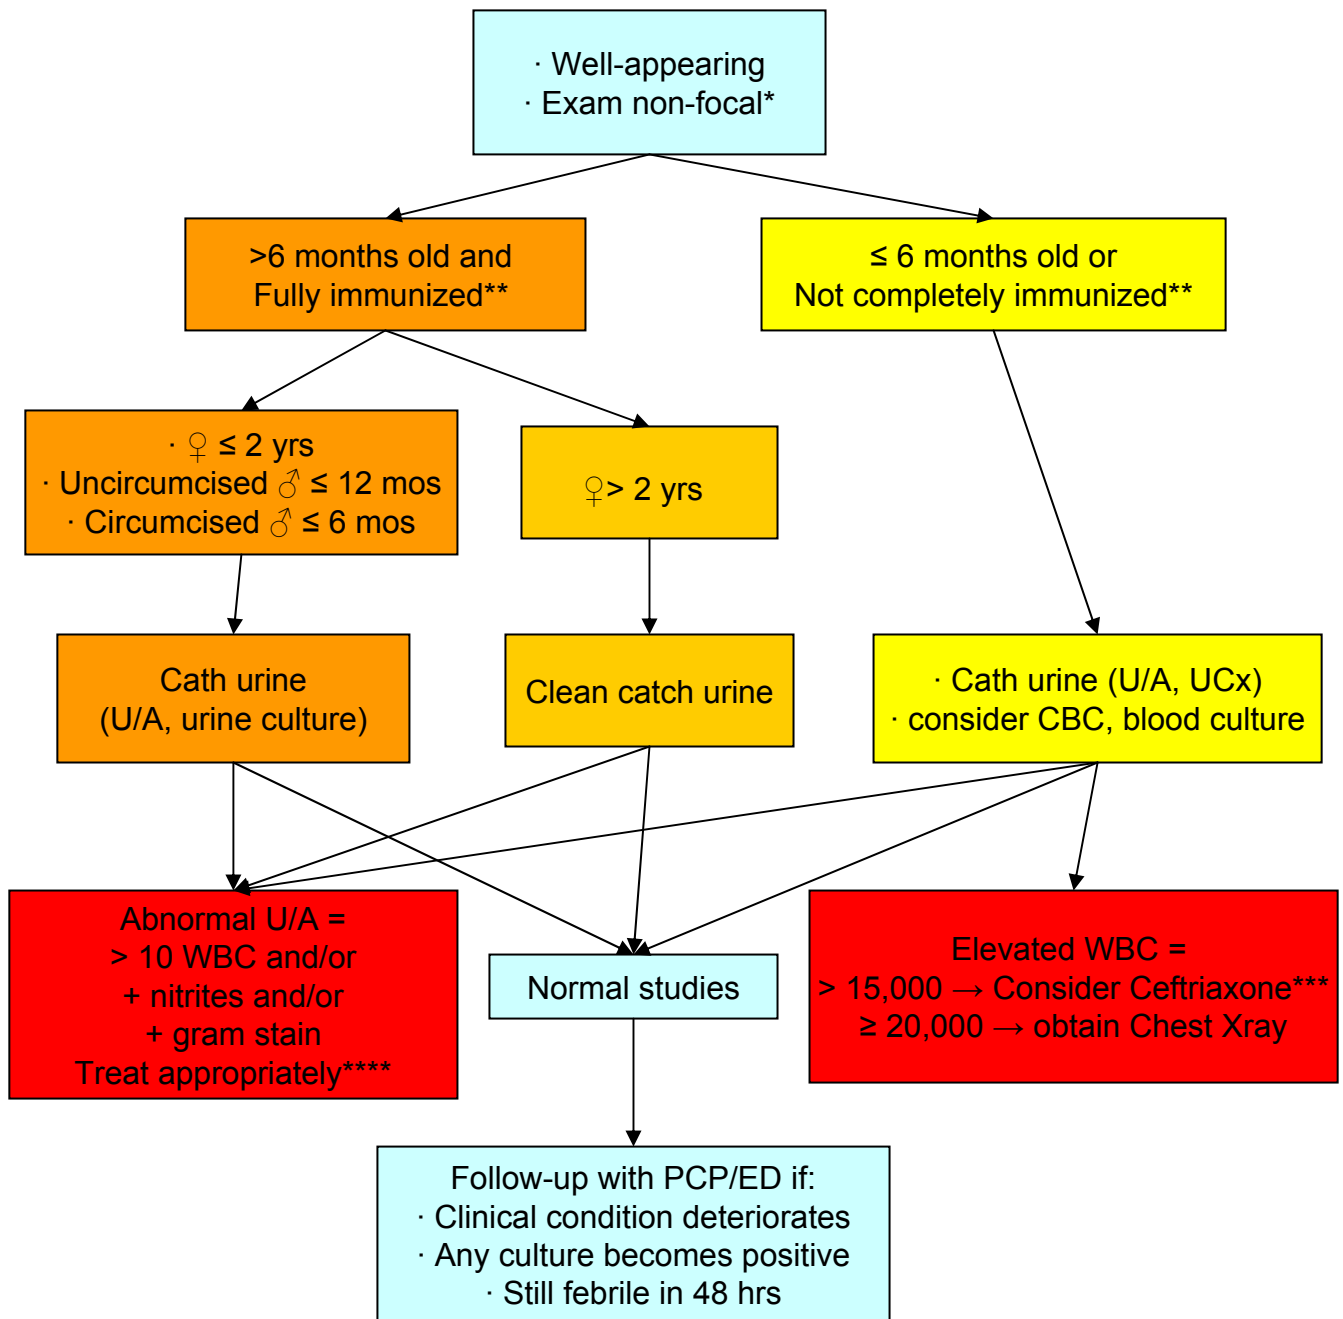 · Well-appearing
· Exam non-focal*
>6 months old and
Fully immunized**
≤ 6 months old or
Not completely immunized**
· ♀ ≤ 2 yrs
· Uncircumcised ♂ ≤ 12 mos
· Circumcised ♂ ≤ 6 mos
♀> 2 yrs
Cath urine
(U/A, urine culture)
Clean catch urine
· Cath urine (U/A, UCx)
· consider CBC, blood culture
Abnormal U/A =
> 10 WBC and/or
+ nitrites and/or
+ gram stain
Treat appropriately****
Normal studies
Elevated WBC =
> 15,000 → Consider Ceftriaxone***
≥ 20,000 → obtain Chest Xray
Follow-up with PCP/ED if:
· Clinical condition deteriorates
· Any culture becomes positive
· Still febrile in 48 hrs